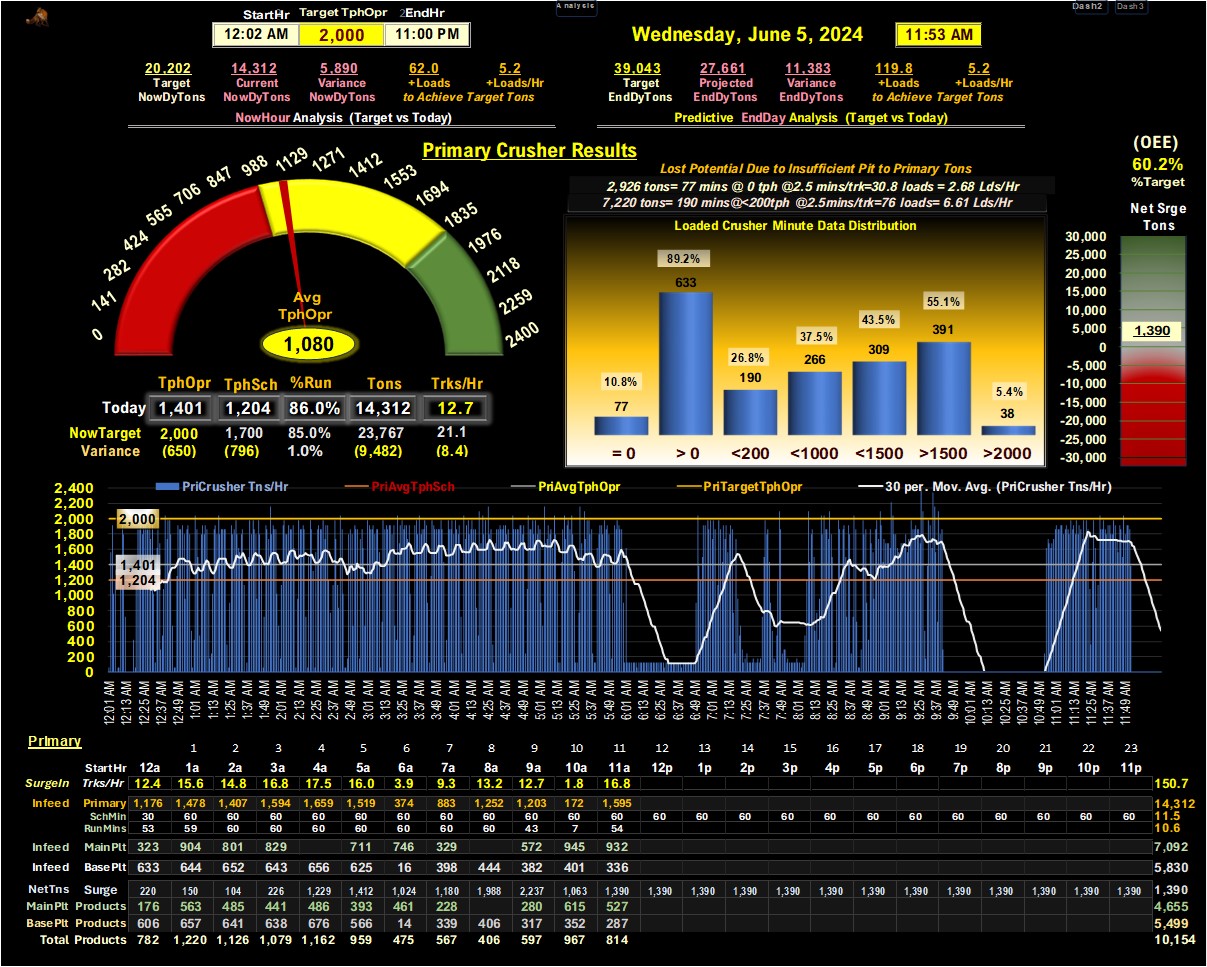 Analysis
Dash2 Dash3
StartHr Target TphOpr 2EndHr
12:02 AM 2,000 11:00 PM
Wednesday, June 5, 2024 11:53 AM
20,202 14,312 5,890 62.0 5.2
Target Current Variance +Loads +Loads/Hr
NowDyTons NowDyTons NowDyTons to Achieve Target Tons
NowHour Analysis (Target vs Today)
39,043 27,661 11,383 119.8 5.2
Target Projected Variance +Loads +Loads/Hr
EndDyTons EndDyTons EndDyTons to Achieve Target Tons
Predictive EndDay Analysis (Target vs Today)
Primary Crusher Results
0 141 282 424 565 706 847 988 1129 1271 1412 1553 1694 1835 1976 2118 2259 2400
Avg
TphOpr
1,080
TphOpr TphSch %Run Tons Trks/Hr
Today 1,401 1,204 86.0% 14,312 12.7
NowTarget 2,000 1,700 85.0% 23,767 21.1
Variance (650) (796) 1.0% (9,482) (8.4)
Lost Potential Due to Insufficient Pit to Primary Tons
2,926 tons= 77 mins @ 0 tph @2.5 mins/trk=30.8 loads = 2.68 Lds/Hr
7,220 tons= 190 mins@<200tph @2.5mins/trk=76 loads= 6.61 Lds/Hr
Loaded Crusher Minute Data Distribution
10.8% 89.2% 26.8% 37.5% 43.5% 55.1% 5.4%
77 633 190 266 309 391 38
= 0 > 0 <200 <1000 <1500 >1500 >2000
(OEE)
60.2%
%Target
Net Srge
Tons
30,000
25,000
20,000
15,000
10,000
5,000
0
-5,000
-10,000
-15,000
-20,000
-25,000
-30,000
1,390
PriCrusher Tns/Hr PriAvgTphSch PriAvgTphOpr PriTargetTphOpr 30 per. Mov. Avg. (PriCrusher Tns/Hr)
2,400
2,200
2,000
1,800
1,600
1,400
1,200
1,000
800
600
400
200
0
2,000
1,401
1,204
12:01 AM 12:13 AM 12:25 AM 12:37 AM 12:49 AM 1:01 AM 1:13 AM 1:25 AM 1:37 AM 1:49 AM 2:01 AM 2:13 AM 2:25 AM 2:37 AM 2:49 AM 3:01 AM 3:13 AM 3:25 AM 3:37 AM 3:49 AM 4:01 AM 4:13 AM 4:25 AM 4:37 AM 4:49 AM 5:01 AM 5:13 AM 5:25 AM 5:37 AM 5:49 AM 6:01 AM 6:13 AM 6:25 AM 6:37 AM 6:49 AM 7:01 AM 7:13 AM 7:25 AM 7:37 AM 7:49 AM 8:01 AM 8:13 AM 8:25 AM 8:37 AM 8:49 AM 9:01 AM 9:13 AM 9:25 AM 9:37 AM 9:49 AM 10:01 AM 10:13 AM 10:25 AM 10:37 AM 10:49 AM 11:01 AM 11:13 AM 11:25 AM 11:37 AM 11:49 AM
Primary
1 2 3 4 5 6 7 8 9 10 11 12 13 14 15 16 17 18 19 20 21 22 23
StartHr 12a 1a 2a 3a 4a 5a 6a 7a 8a 9a 10a 11a 12p 1p 2p 3p 4p 5p 6p 7p 8p 9p 10p 11p
SurgeIn Trks/Hr 12.4 15.6 14.8 16.8 17.5 16.0 3.9 9.3 13.2 12.7 1.8 16.8 150.7
Infeed Primary 1,176 1,478 1,407 1,594 1,659 1,519 374 883 1,252 1,203 172 1,595 14,312
SchMin 30 60 60 60 60 60 60 60 60 60 60 60 60 60 60 60 60 60 60 60 60 60 60 60 11.5
RunMins 53 59 60 60 60 60 60 60 60 43 7 54 10.6
Infeed MainPlt 323 904 801 829 711 746 329 572 945 932 7,092
Infeed BasePlt 633 644 652 643 656 625 16 398 444 382 401 336 5,830
NetTns Surge 220 150 104 226 1,229 1,412 1,024 1,180 1,988 2,237 1,063 1,390 1,390 1,390 1,390 1,390 1,390 1,390 1,390 1,390 1,390 1,390 1,390 1,390 1,390
MainPlt Products 176 563 485 441 486 393 461 228 280 615 527 4,655
BasePlt Products 606 657 641 638 676 566 14 339 406 317 352 287 5,499
Total Products 782 1,220 1,126 1,079 1,162 959 475 567 406 597 967 814 10,154